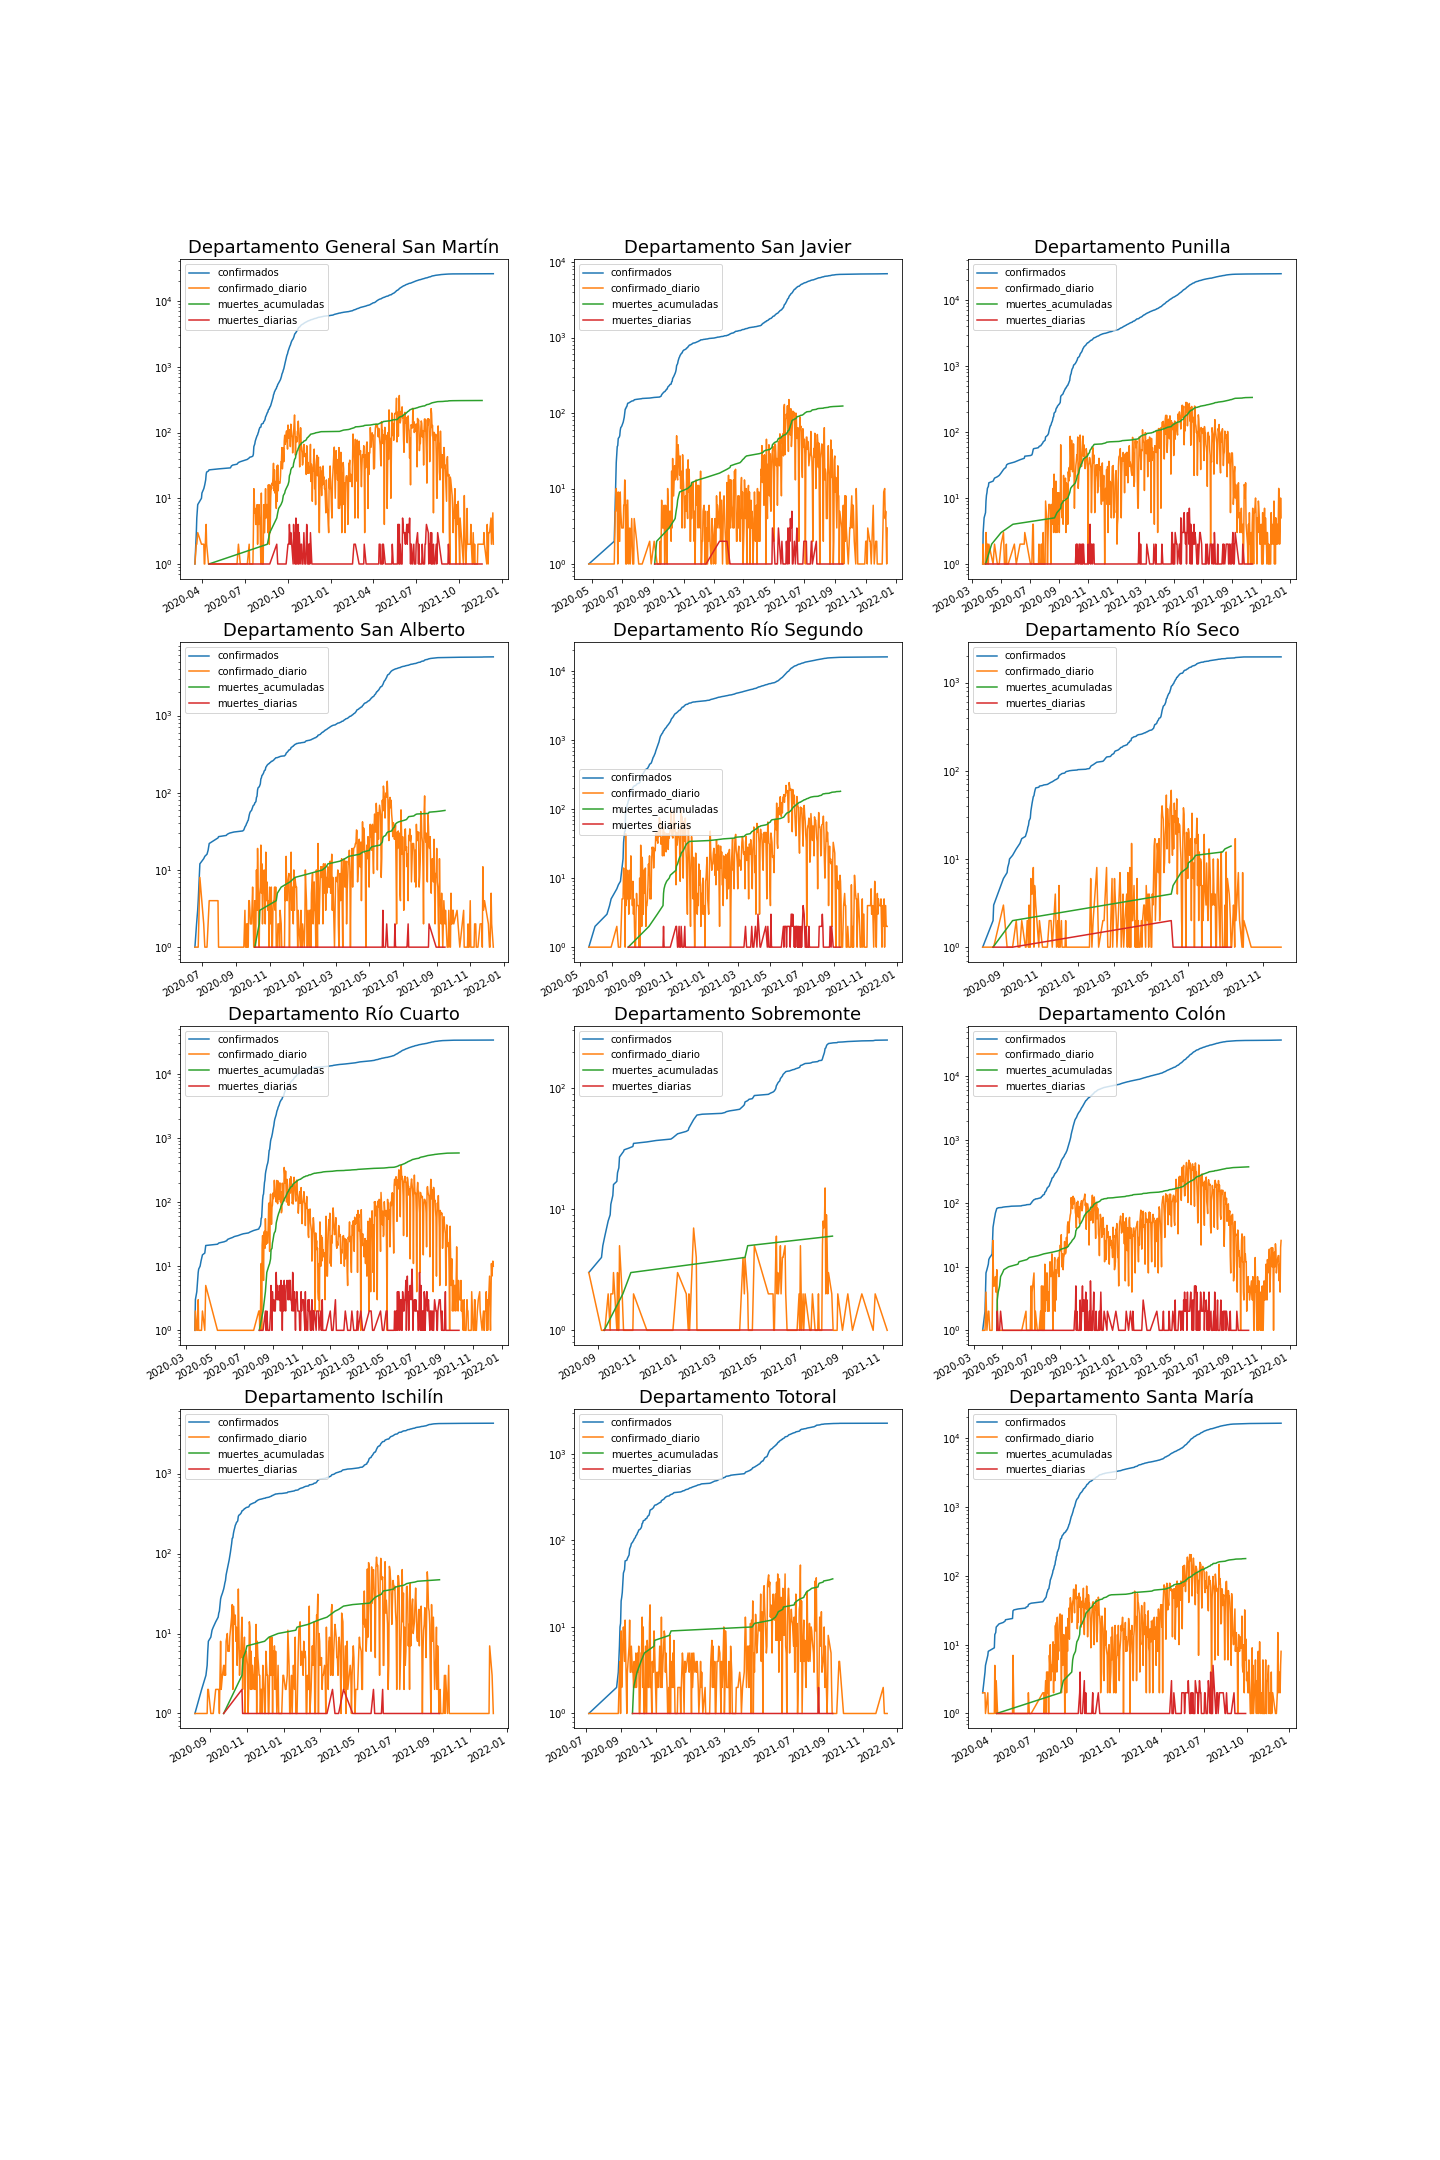 Departamento General San Martín
confirmados
confirmado_diario
muertes_acumuladas
muertes_diarias
10⁴
10³
10²
10¹
10⁰
2020-04 2020-07 2020-10 2021-01 2021-04 2021-07 2021-10 2022-01
Departamento San Javier
confirmados
confirmado_diario
muertes_acumuladas
muertes_diarias
10⁴
10³
10²
10¹
10⁰
2020-05 2020-07 2020-09 2020-11 2021-01 2021-03 2021-05 2021-07 2021-09 2021-11 2022-01
Departamento Punilla
confirmados
confirmado_diario
muertes_acumuladas
muertes_diarias
10⁴
10³
10²
10¹
10⁰
2020-03 2020-05 2020-07 2020-09 2020-11 2021-01 2021-03 2021-05 2021-07 2021-09 2021-11 2022-01
Departamento San Alberto
confirmados
confirmado_diario
muertes_acumuladas
muertes_diarias
10³
10²
10¹
10⁰
2020-07 2020-09 2020-11 2021-01 2021-03 2021-05 2021-07 2021-09 2021-11 2022-01
Departamento Río Segundo
confirmados
confirmado_diario
muertes_acumuladas
muertes_diarias
10⁴
10³
10²
10¹
10⁰
2020-05 2020-07 2020-09 2020-11 2021-01 2021-03 2021-05 2021-07 2021-09 2021-11 2022-01
Departamento Río Seco
confirmados
confirmado_diario
muertes_acumuladas
muertes_diarias
10³
10²
10¹
10⁰
2020-09 2020-11 2021-01 2021-03 2021-05 2021-07 2021-09 2021-11
Departamento Río Cuarto
confirmados
confirmado_diario
muertes_acumuladas
muertes_diarias
10⁴
10³
10²
10¹
10⁰
2020-03 2020-05 2020-07 2020-09 2020-11 2021-01 2021-03 2021-05 2021-07 2021-09 2021-11 2022-01
Departamento Sobremonte
confirmados
confirmado_diario
muertes_acumuladas
muertes_diarias
10²
10¹
10⁰
2020-09 2020-11 2021-01 2021-03 2021-05 2021-07 2021-09 2021-11
Departamento Colón
confirmados
confirmado_diario
muertes_acumuladas
muertes_diarias
10⁴
10³
10²
10¹
10⁰
2020-03 2020-05 2020-07 2020-09 2020-11 2021-01 2021-03 2021-05 2021-07 2021-09 2021-11 2022-01
Departamento Ischilín
confirmados
confirmado_diario
muertes_acumuladas
muertes_diarias
10³
10²
10¹
10⁰
2020-09 2020-11 2021-01 2021-03 2021-05 2021-07 2021-09 2021-11 2022-01
Departamento Totoral
confirmados
confirmado_diario
muertes_acumuladas
muertes_diarias
10³
10²
10¹
10⁰
2020-07 2020-09 2020-11 2021-01 2021-03 2021-05 2021-07 2021-09 2021-11 2022-01
Departamento Santa María
confirmados
confirmado_diario
muertes_acumuladas
muertes_diarias
10⁴
10³
10²
10¹
10⁰
2020-04 2020-07 2020-10 2021-01 2021-04 2021-07 2021-10 2022-01